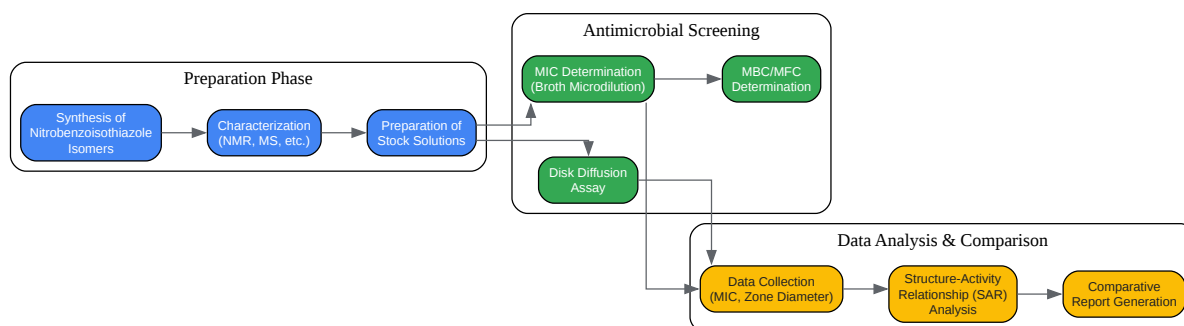 Preparation Phase
Synthesis of
Nitrobenzoisothiazole
Isomers
Characterization
(NMR, MS, etc.)
Preparation of
Stock Solutions
Antimicrobial Screening
MIC Determination
(Broth Microdilution)
MBC/MFC
Determination
Disk Diffusion
Assay
Data Analysis & Comparison
Data Collection
(MIC, Zone Diameter)
Structure-Activity
Relationship (SAR)
Analysis
Comparative
Report Generation